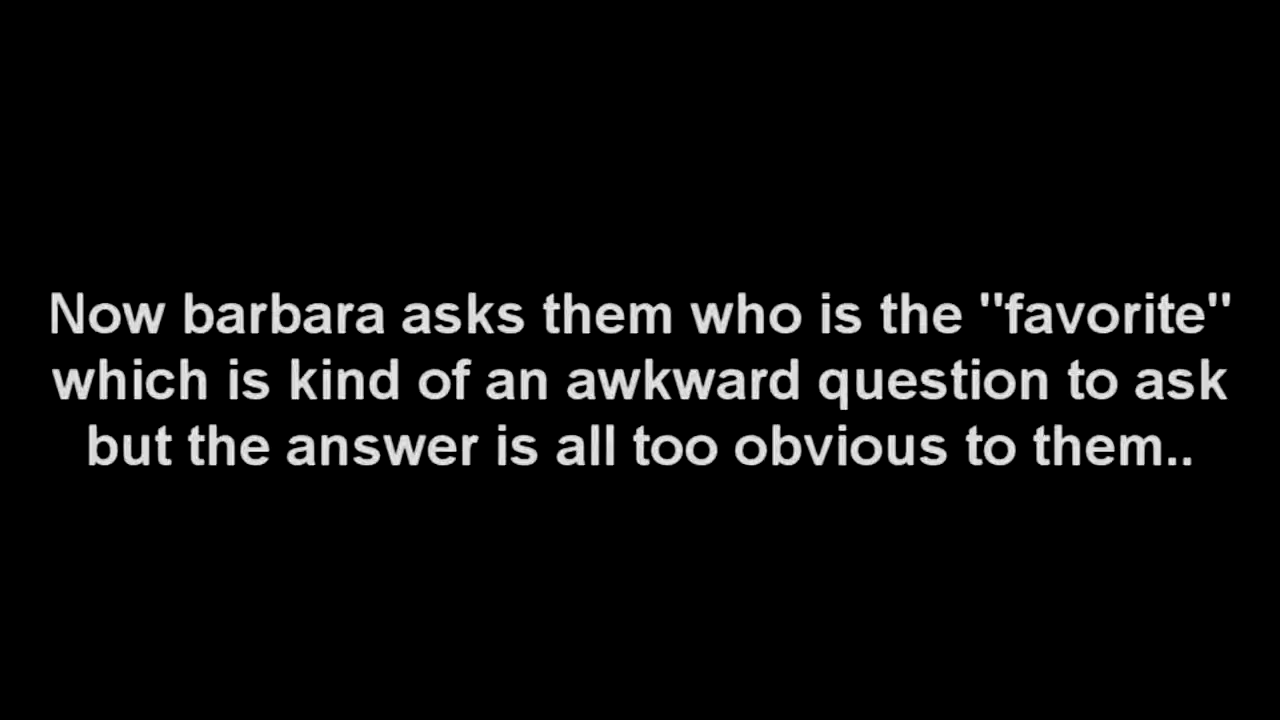 Now barbara asks them who is the "favorite"
which is kind of an awkward question to ask
but the answer is all too obvious to them..